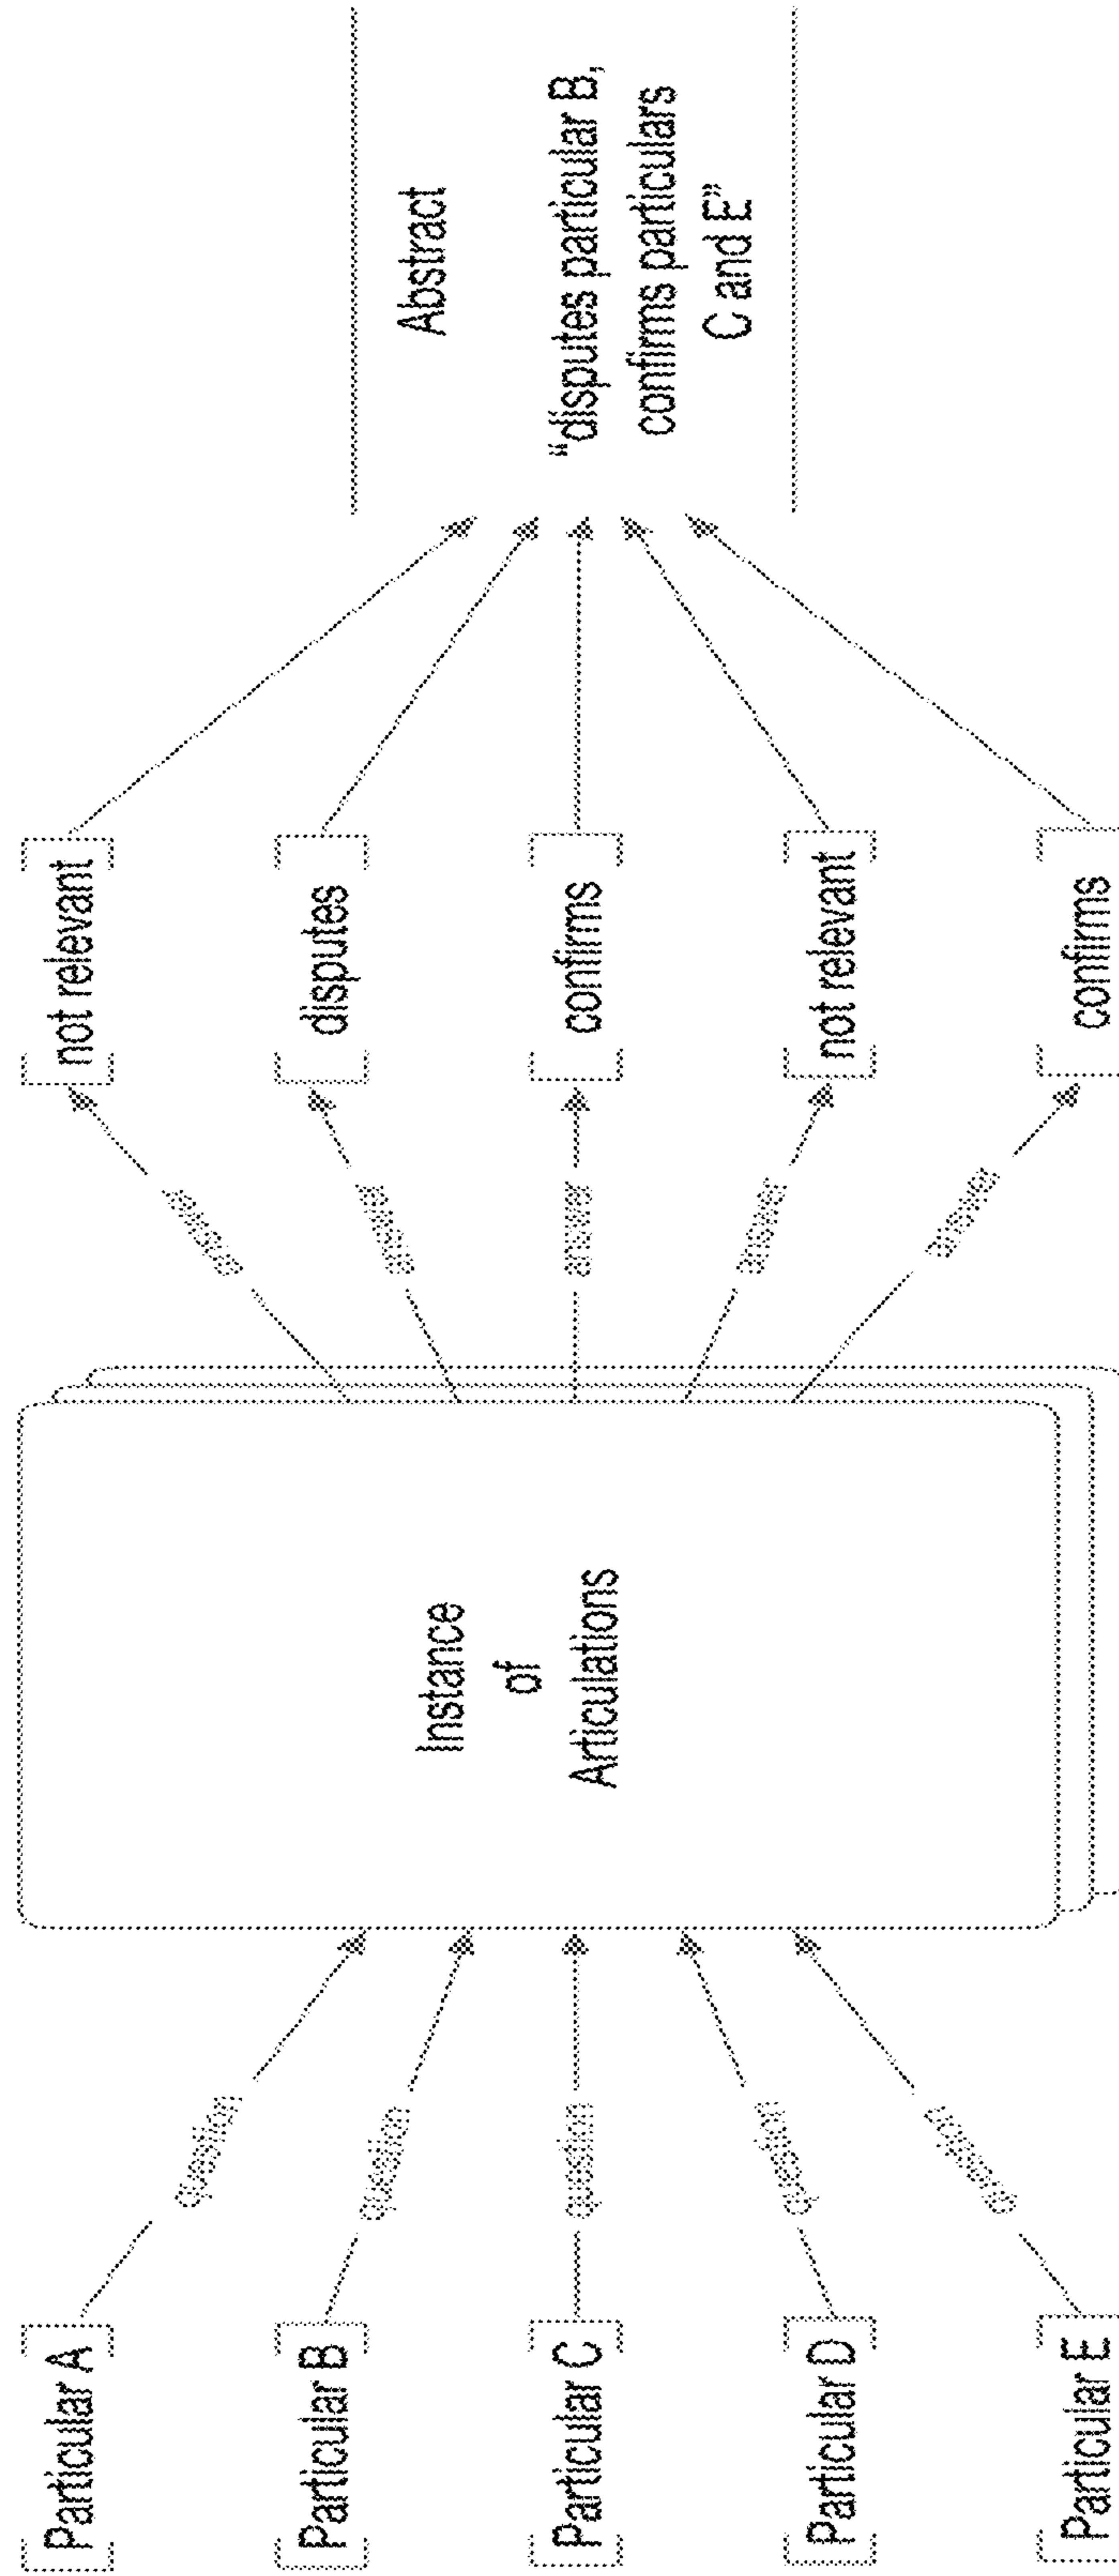 Particular A
Particular B
Particular C
Particular D
Particular E
question
question
question
question
question
Instance
of
Articulations
answer
answer
answer
answer
answer
not relevant
disputes
confirms
not relevant
confirms
Abstract
“disputes particular B,
confirms particulars
C and E”